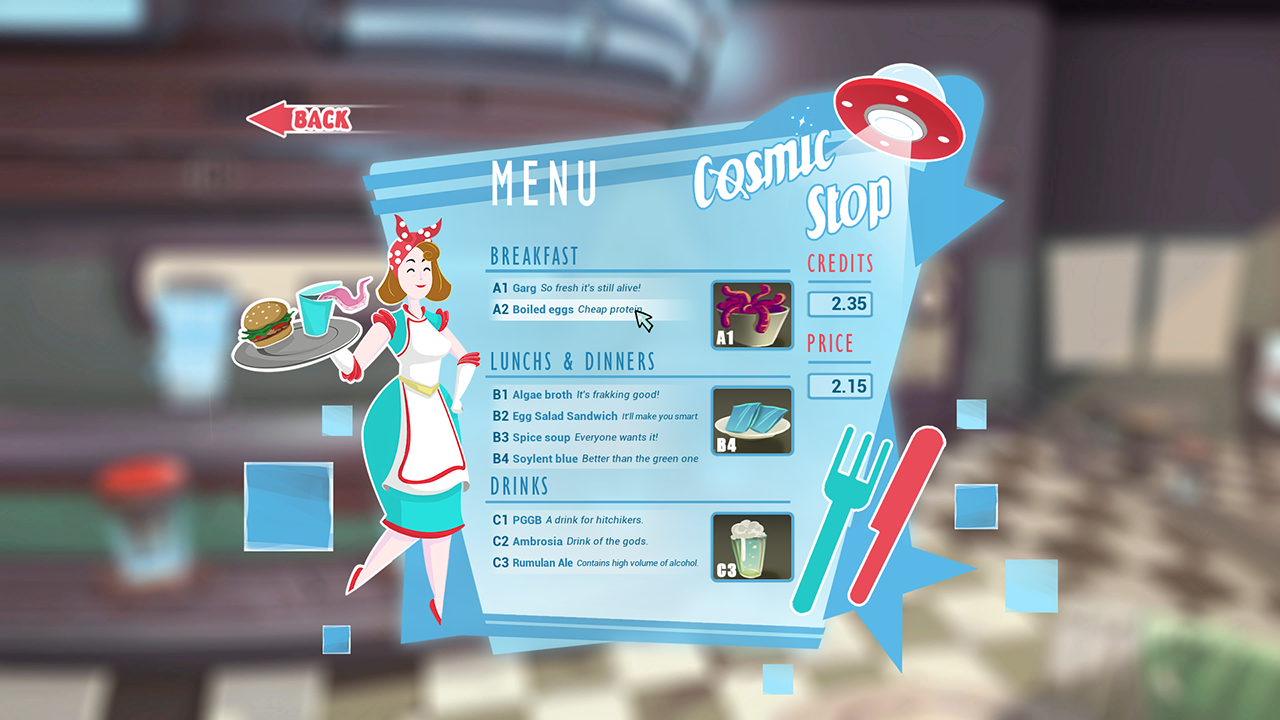 BACK
MENU
Cosmic
Stop
BREAKFAST
A1 Garg So fresh it's still alive!
A2 Boiled eggs Cheap protein
A1
LUNCHS & DINNERS
B1 Algae broth It's frakking good!
B2 Egg Salad Sandwich It'll make you smart
B3 Spice soup Everyone wants it!
B4 Soylent blue Better than the green one
B4
DRINKS
C1 PGGB A drink for hitchikers.
C2 Ambrosia Drink of the gods.
C3 Rumulan Ale Contains high volume of alcohol.
C3
CREDITS
2.35
PRICE
2.15